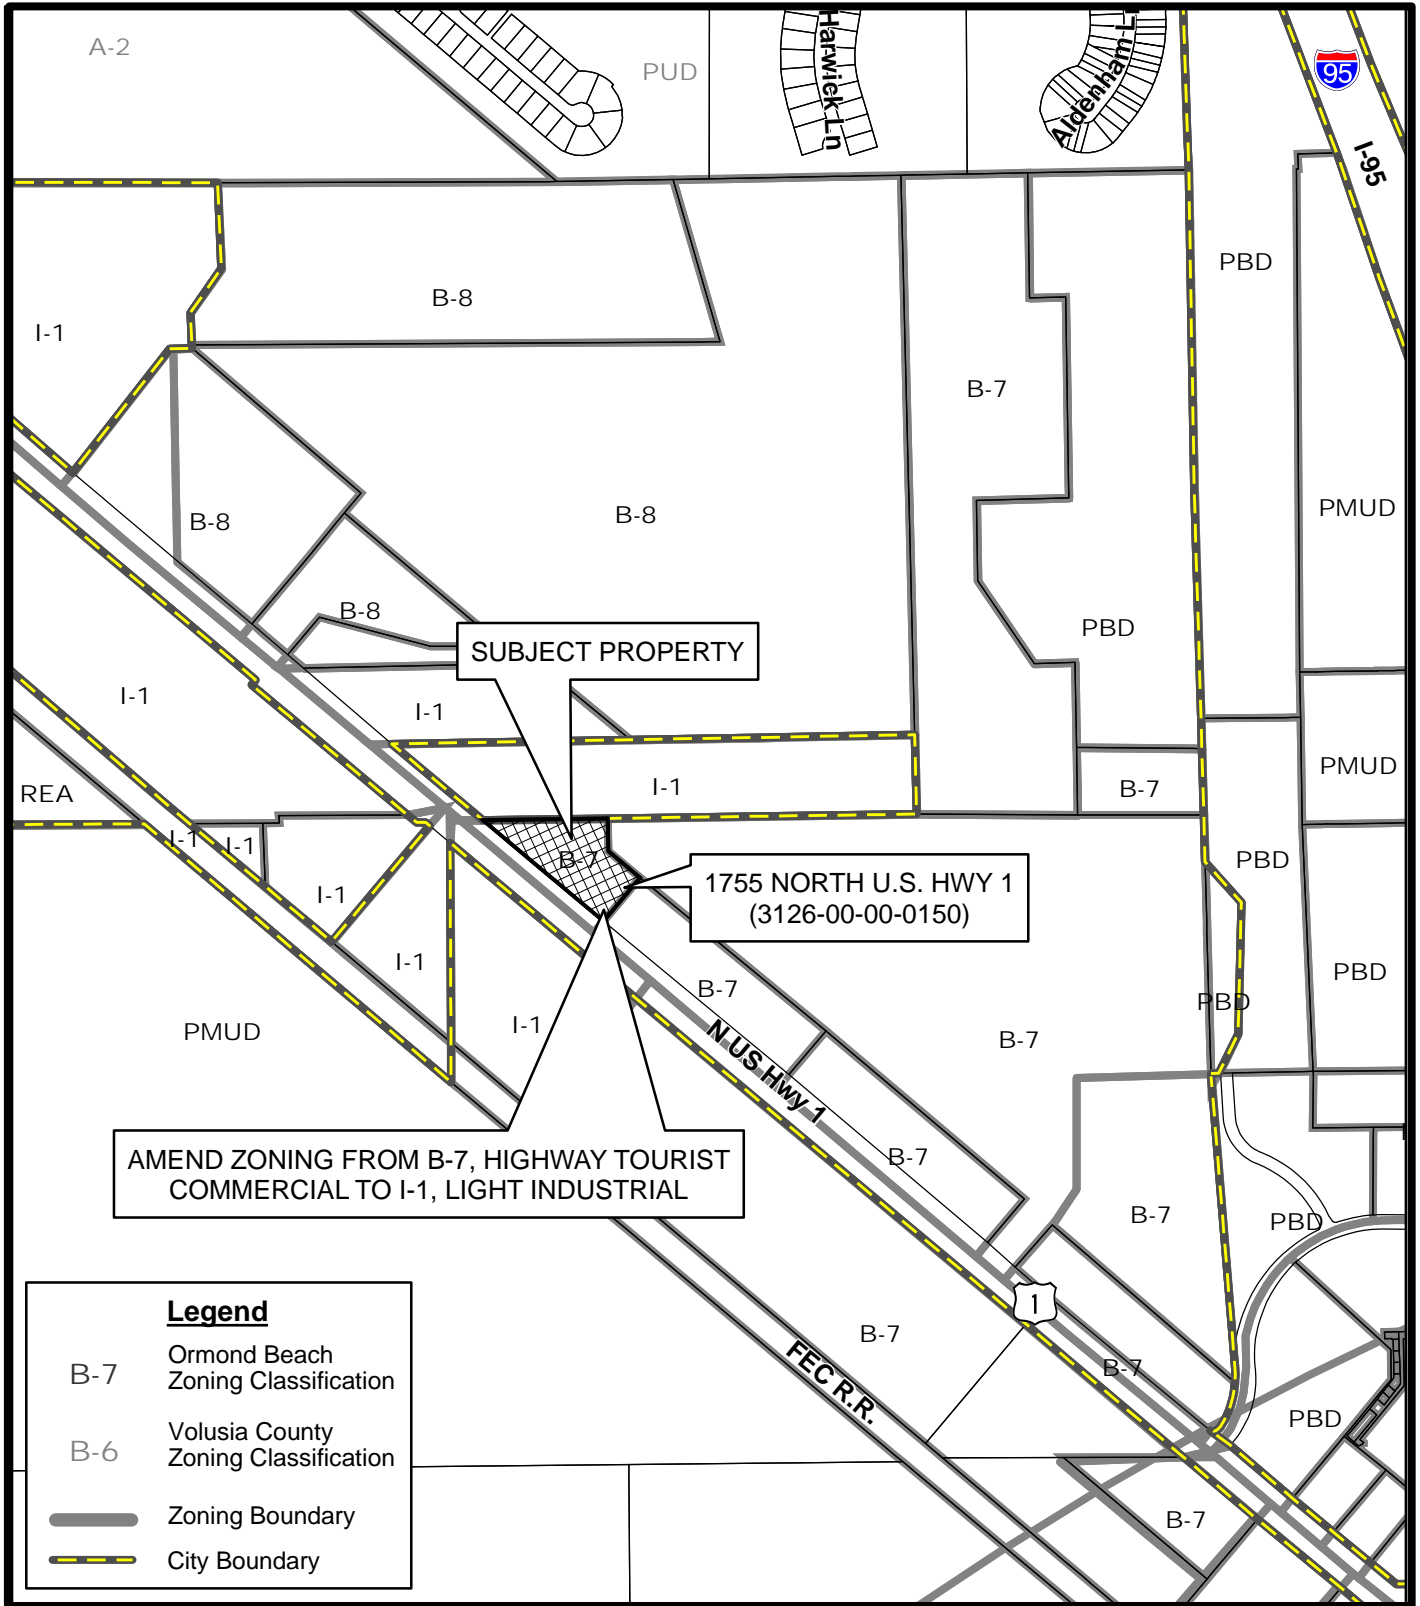 A-2
PUD
Harwick Ln
Aldenham Ln
95
I-95
PBD
B-8
I-1
B-7
B-8
B-8
PMUD
B-8
PBD
SUBJECT PROPERTY
I-1
I-1
I-1
REA
B-7
PMUD
I-1
I-1
B-7
PBD
I-1
1755 NORTH U.S. HWY 1
(3126-00-00-0150)
I-1
B-7
PBD
PBD
PMUD
I-1
N US Hwy 1
B-7
AMEND ZONING FROM B-7, HIGHWAY TOURIST
COMMERCIAL TO I-1, LIGHT INDUSTRIAL
B-7
B-7
PBD
1
B-7
FEC R.R.
B-7
PBD
B-7
Legend
B-7
Ormond Beach
Zoning Classification
B-6
Volusia County
Zoning Classification
Zoning Boundary
City Boundary